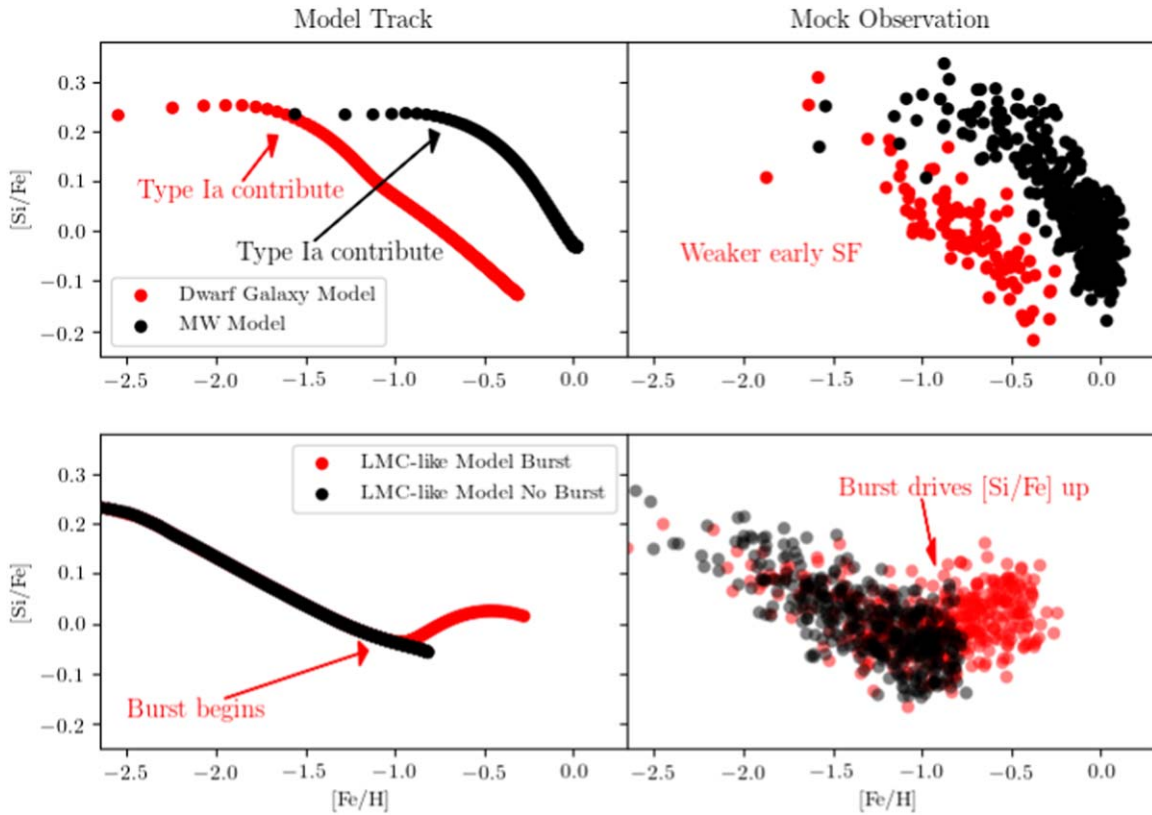 Model Track
Mock Observation
[Si/Fe]
0.3
0.2
0.1
0.0
−0.1
−0.2
Type Ia contribute
Type Ia contribute
Dwarf Galaxy Model
MW Model
Weaker early SF
−2.5 −2.0 −1.5 −1.0 −0.5 0.0
−2.5 −2.0 −1.5 −1.0 −0.5 0.0
[Si/Fe]
0.3
0.2
0.1
0.0
−0.1
−0.2
LMC-like Model Burst
LMC-like Model No Burst
Burst begins
Burst drives [Si/Fe] up
−2.5 −2.0 −1.5 −1.0 −0.5 0.0
−2.5 −2.0 −1.5 −1.0 −0.5 0.0
[Fe/H]
[Fe/H]